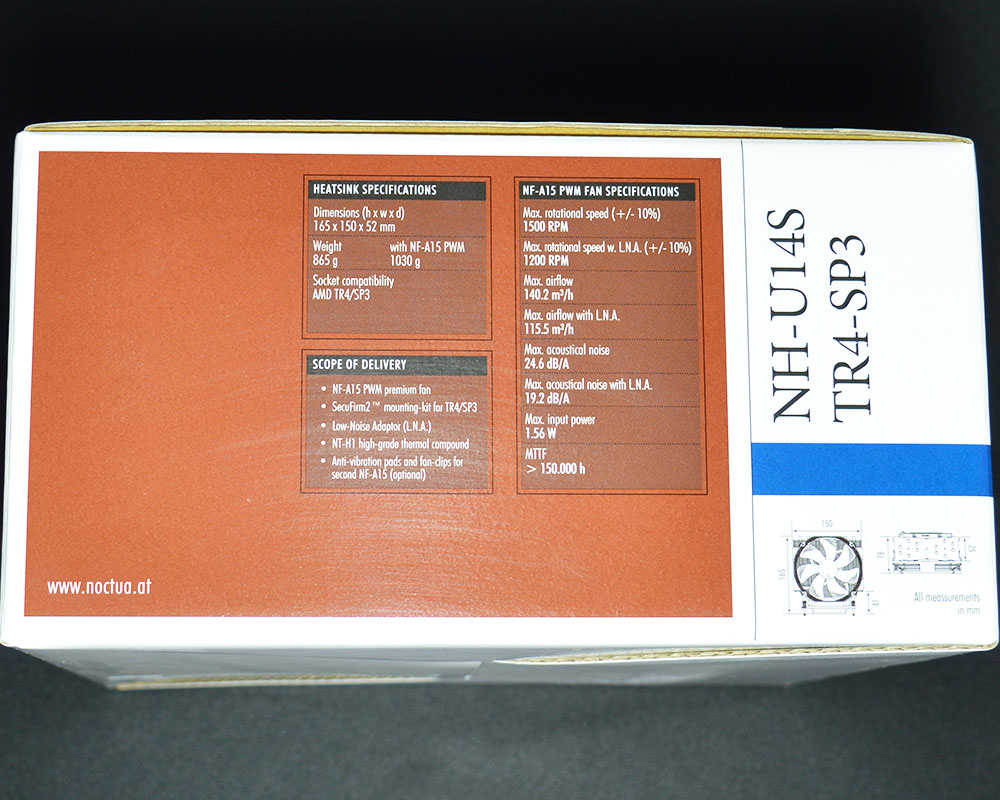 HEATSINK SPECIFICATIONS
Dimensions (h x w x d)
165 x 150 x 52 mm
Weight with NF-A15 PWM
865 g 1030 g
Socket compatibility
AMD TR4/SP3
SCOPE OF DELIVERY
• NF-A15 PWM premium fan
• SecuFirm2™ mounting-kit for TR4/SP3
• Low-Noise Adaptor (L.N.A.)
• NT-H1 high-grade thermal compound
• Anti-vibration pads and fan-clips for
second NF-A15 (optional)
NF-A15 PWM FAN SPECIFICATIONS
Max. rotational speed (+/- 10%)
1500 RPM
Max. rotational speed w. L.N.A. (+/- 10%)
1200 RPM
Max. airflow
140.2 m³/h
Max. airflow with L.N.A.
115.5 m³/h
Max. acoustical noise
24.6 dB/A
Max. acoustical noise with L.N.A.
19.2 dB/A
Max. input power
1.56 W
MTTF
> 150.000 h
www.noctua.at
NH-U14S
TR4-SP3
150
165
41
78
52
All meassurements
in mm